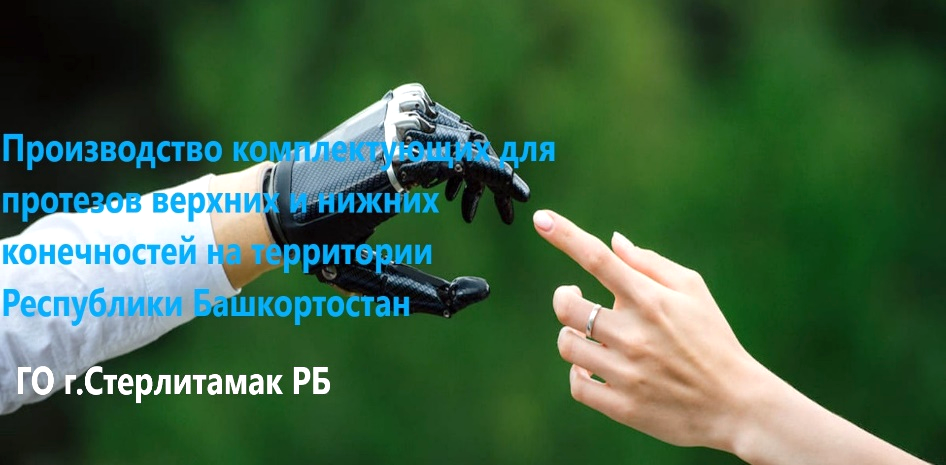 Производство комплектующих для
протезов верхних и нижних
конечностей на территории
Республики Башкортостан
ГО г.Стерлитамак РБ